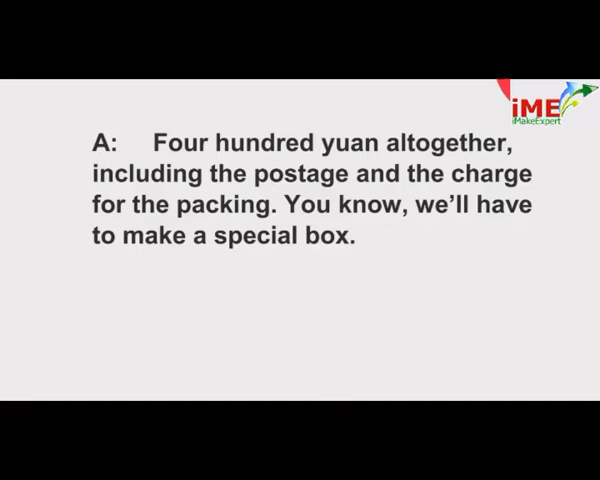 iME
iMakeExpert
A: Four hundred yuan altogether,
including the postage and the charge
for the packing. You know, we’ll have
to make a special box.